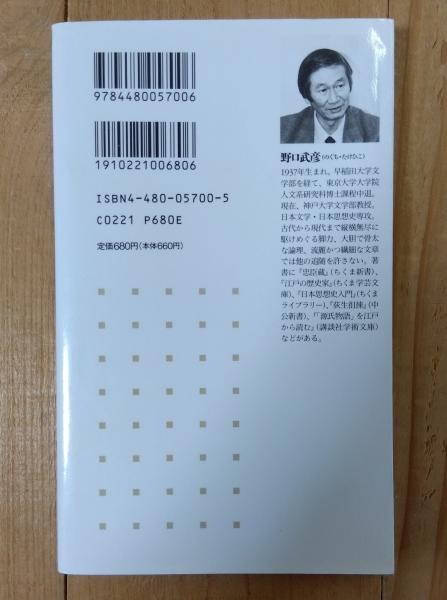 9784480057006
1910221006806
ISBN4-480-05700-5
C0221 P680E
定価680円(本体660円)
野口武彦(のぐち・たけひこ)
1937年生まれ。早稲田大学文
学部を経て、東京大学大学院
人文系研究科博士課程中退。
現在、神戸大学文学部教授。
日本文学・日本思想史専攻。
古代から現代まで縦横無尽に
駆けめぐる脚力、大胆で骨太
な論理、流麗かつ繊細な文章
では他の追随を許さない。著
書に『忠臣蔵』(ちくま新書)、
『江戸の歴史家』(ちくま学芸文
庫)、『日本思想史入門』(ちくま
ライブラリー)、『荻生徂徠』(中
公新書)、『「源氏物語」を江戸
から読む』(講談社学術文庫)
などがある。